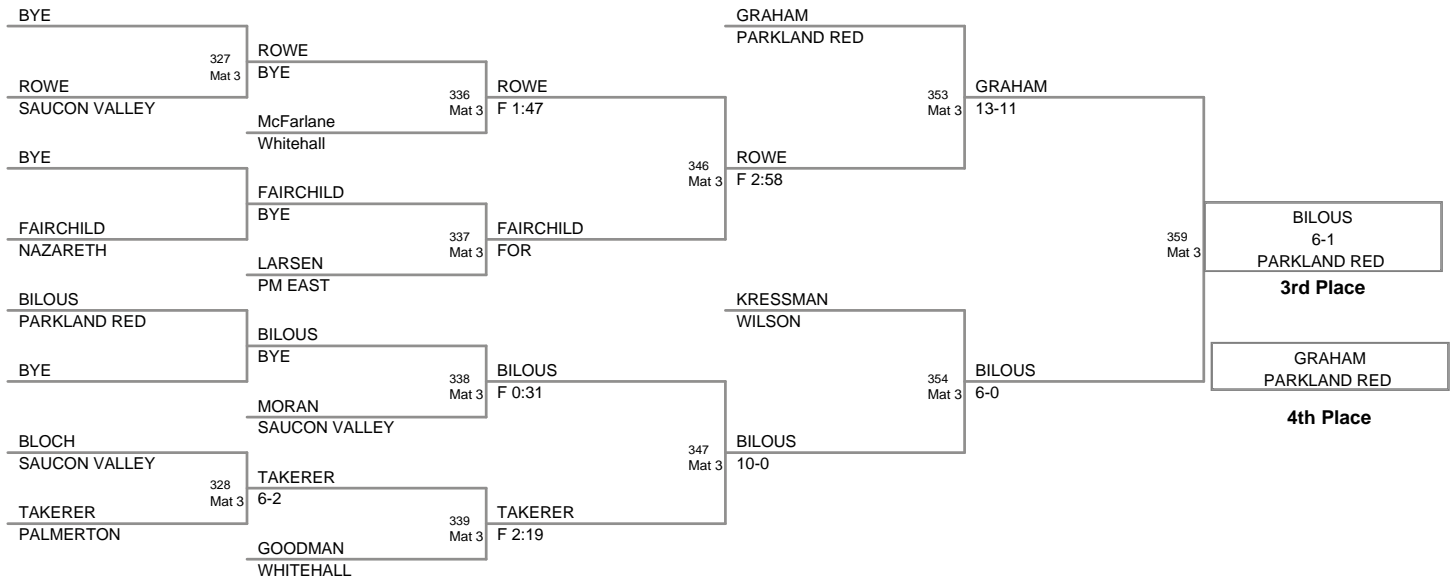 BYE
327
Mat 3
ROWE
SAUCON VALLEY
BYE
FAIRCHILD
NAZARETH
BILOUS
PARKLAND RED
BYE
BLOCH
SAUCON VALLEY
328
Mat 3
TAKERER
PALMERTON
ROWE
BYE
336
Mat 3
McFarlane
Whitehall
FAIRCHILD
BYE
337
Mat 3
LARSEN
PM EAST
BILOUS
BYE
338
Mat 3
MORAN
SAUCON VALLEY
TAKERER
6-2
339
Mat 3
GOODMAN
WHITEHALL
ROWE
F 1:47
346
Mat 3
FAIRCHILD
FOR
BILOUS
F 0:31
347
Mat 3
TAKERER
F 2:19
GRAHAM
PARKLAND RED
353
Mat 3
ROWE
F 2:58
KRESSMAN
WILSON
354
Mat 3
BILOUS
10-0
GRAHAM
13-11
359
Mat 3
BILOUS
6-0
BILOUS
6-1
PARKLAND RED
3rd Place
GRAHAM
PARKLAND RED
4th Place